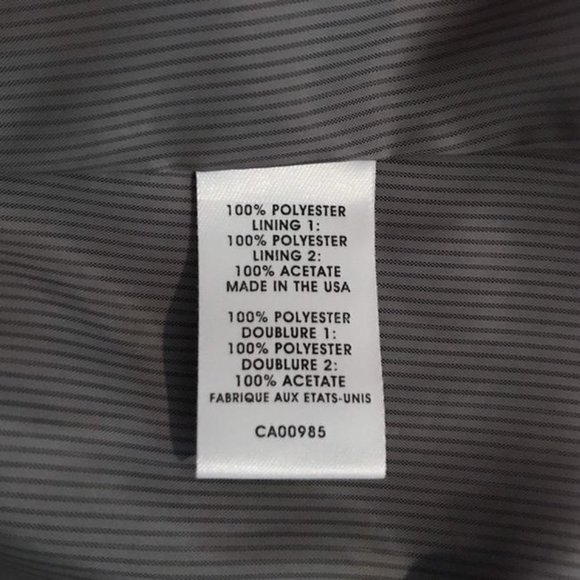 100% POLYESTER
LINING 1:
100% POLYESTER
LINING 2:
100% ACETATE
MADE IN THE USA
100% POLYESTER
DOUBLURE 1:
100% POLYESTER
DOUBLURE 2:
100% ACETATE
FABRIQUE AUX ETATS-UNIS
CA00985